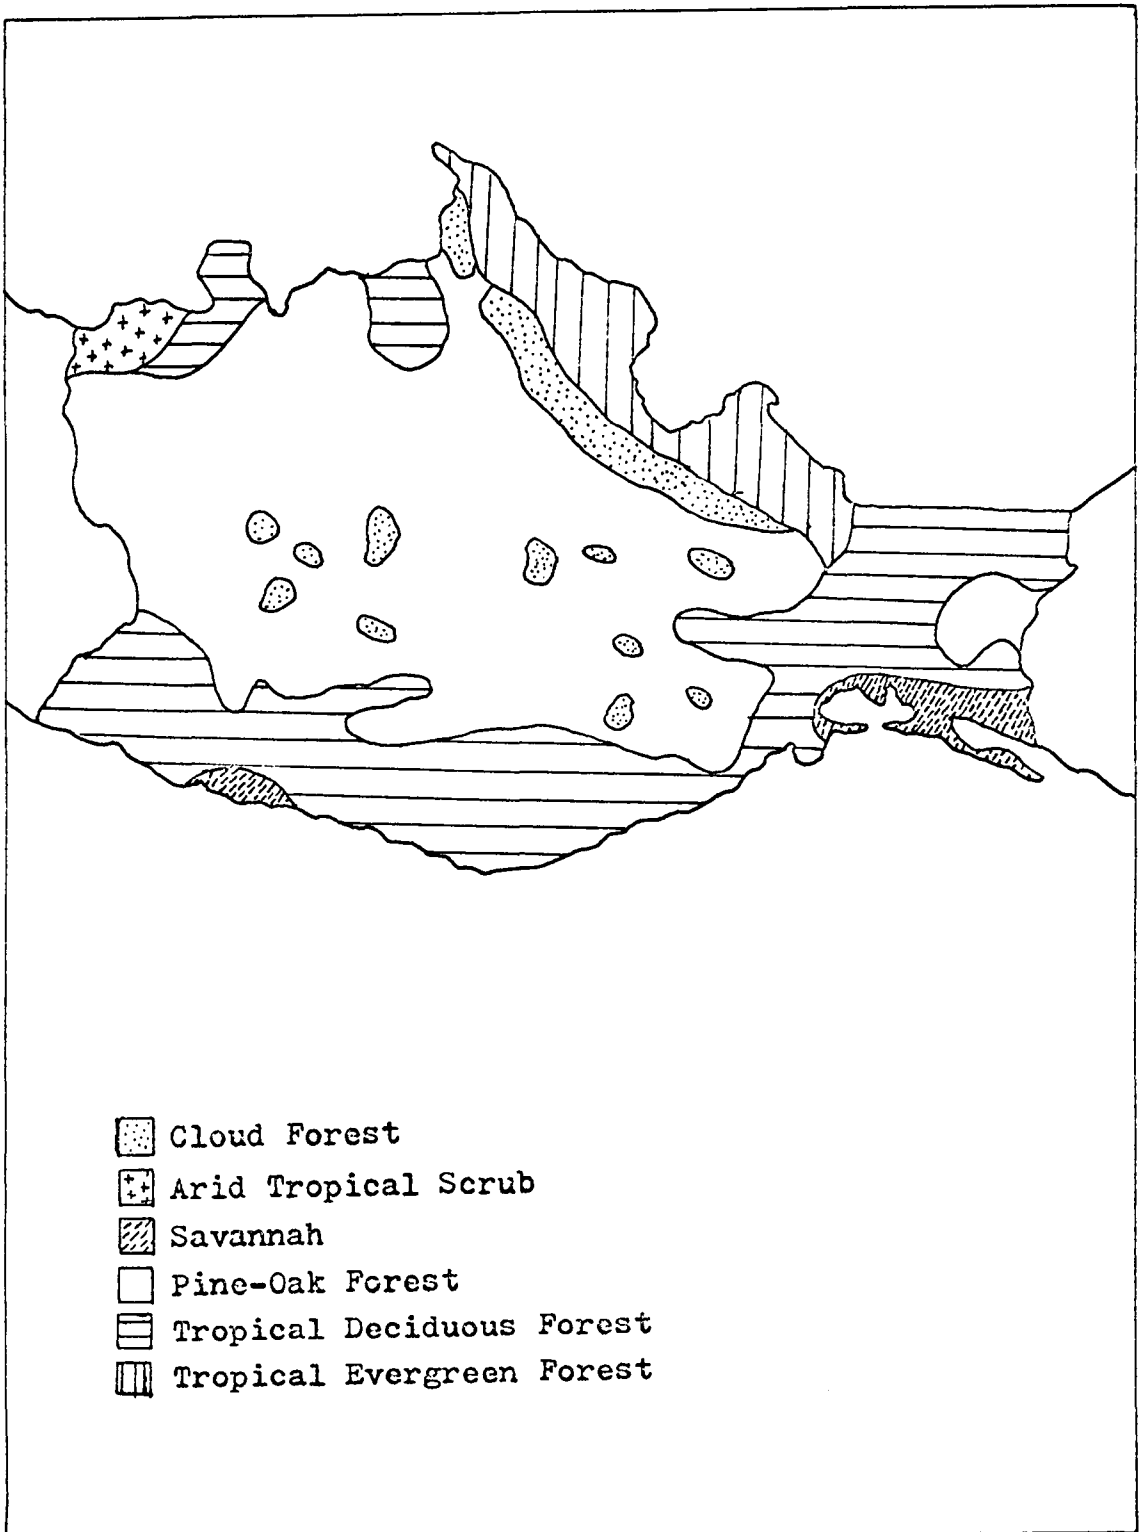 Cloud Forest
Arid Tropical Scrub
Savannah
Pine-Oak Forest
Tropical Deciduous Forest
Tropical Evergreen Forest